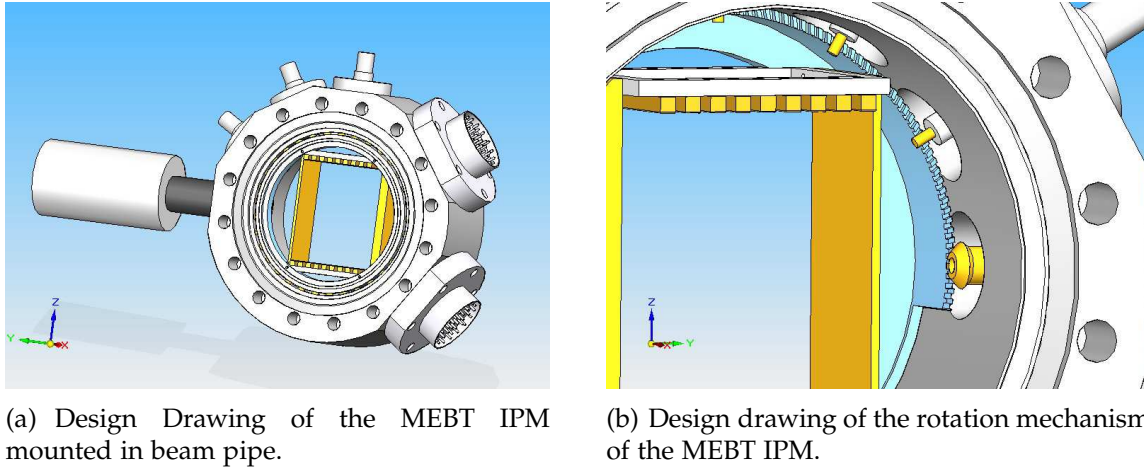 Z
Y
X
Z
X
Y
(a) Design Drawing of the MEBT IPM
mounted in beam pipe.
(b) Design drawing of the rotation mechanism
of the MEBT IPM.